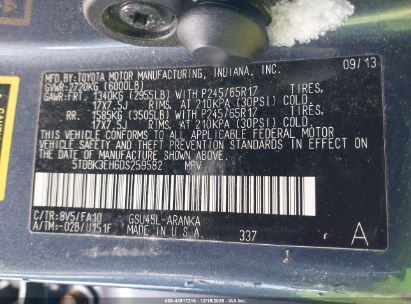 MFD. BY: TOYOTA MOTOR MANUFACTURING, INDIANA, INC. 09/13
GVWR: 2720KG (6000LB)
GAWR: FRT. 1340KG (2955LB) WITH P245/65R17 TIRES,
17X7.5J RIMS, AT 210KPA (30PSI) COLD.
RR. 1585KG (3505LB) WITH P245/65R17 TIRES,
17X7.5J RIMS, AT 210KPA (30PSI) COLD.
THIS VEHICLE CONFORMS TO ALL APPLICABLE FEDERAL MOTOR
VEHICLE SAFETY AND THEFT PREVENTION STANDARDS IN
EFFECT ON THE DATE OF MANUFACTURE SHOWN ABOVE.
5TDBK3EH6DS259582 MPV
C/TR: 8V5/FA10 GSU45L-ARANKA
A/TM: -02B/U151F MADE IN U.S.A. 337